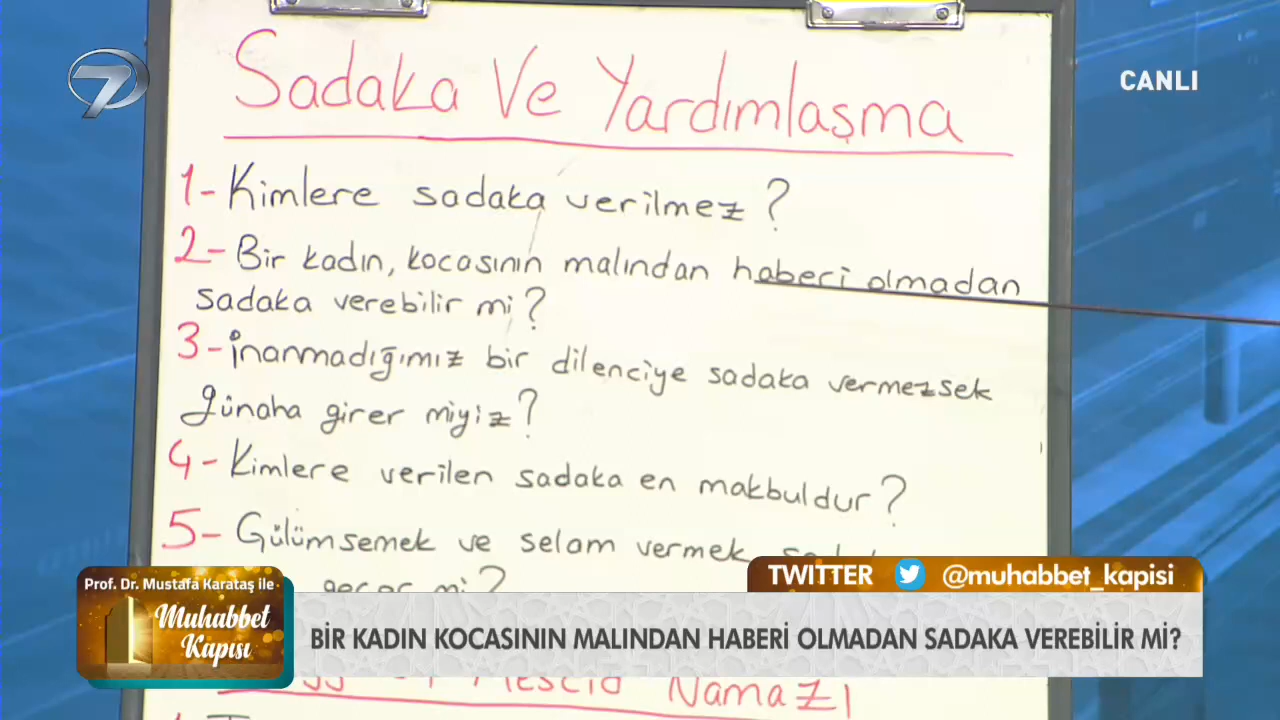 Sadaka Ve Yardımlaşma
1- Kimlere sadaka verilmez?
2- Bir kadın, kocasının malından haberi olmadan
sadaka verebilir mi?
3- İnanmadığımız bir dilenciye sadaka vermezsek
günaha girer miyiz?
4- Kimlere verilen sadaka en makbuldur?
5- Gülümsemek ve selam vermek
geçer mi?
Mescid Namazı
7
CANLI
Prof. Dr. Mustafa Karataş ile
Muhabbet
Kapısı
TWITTER @muhabbet_kapisi
BİR KADIN KOCASININ MALINDAN HABERİ OLMADAN SADAKA VEREBİLİR Mİ?